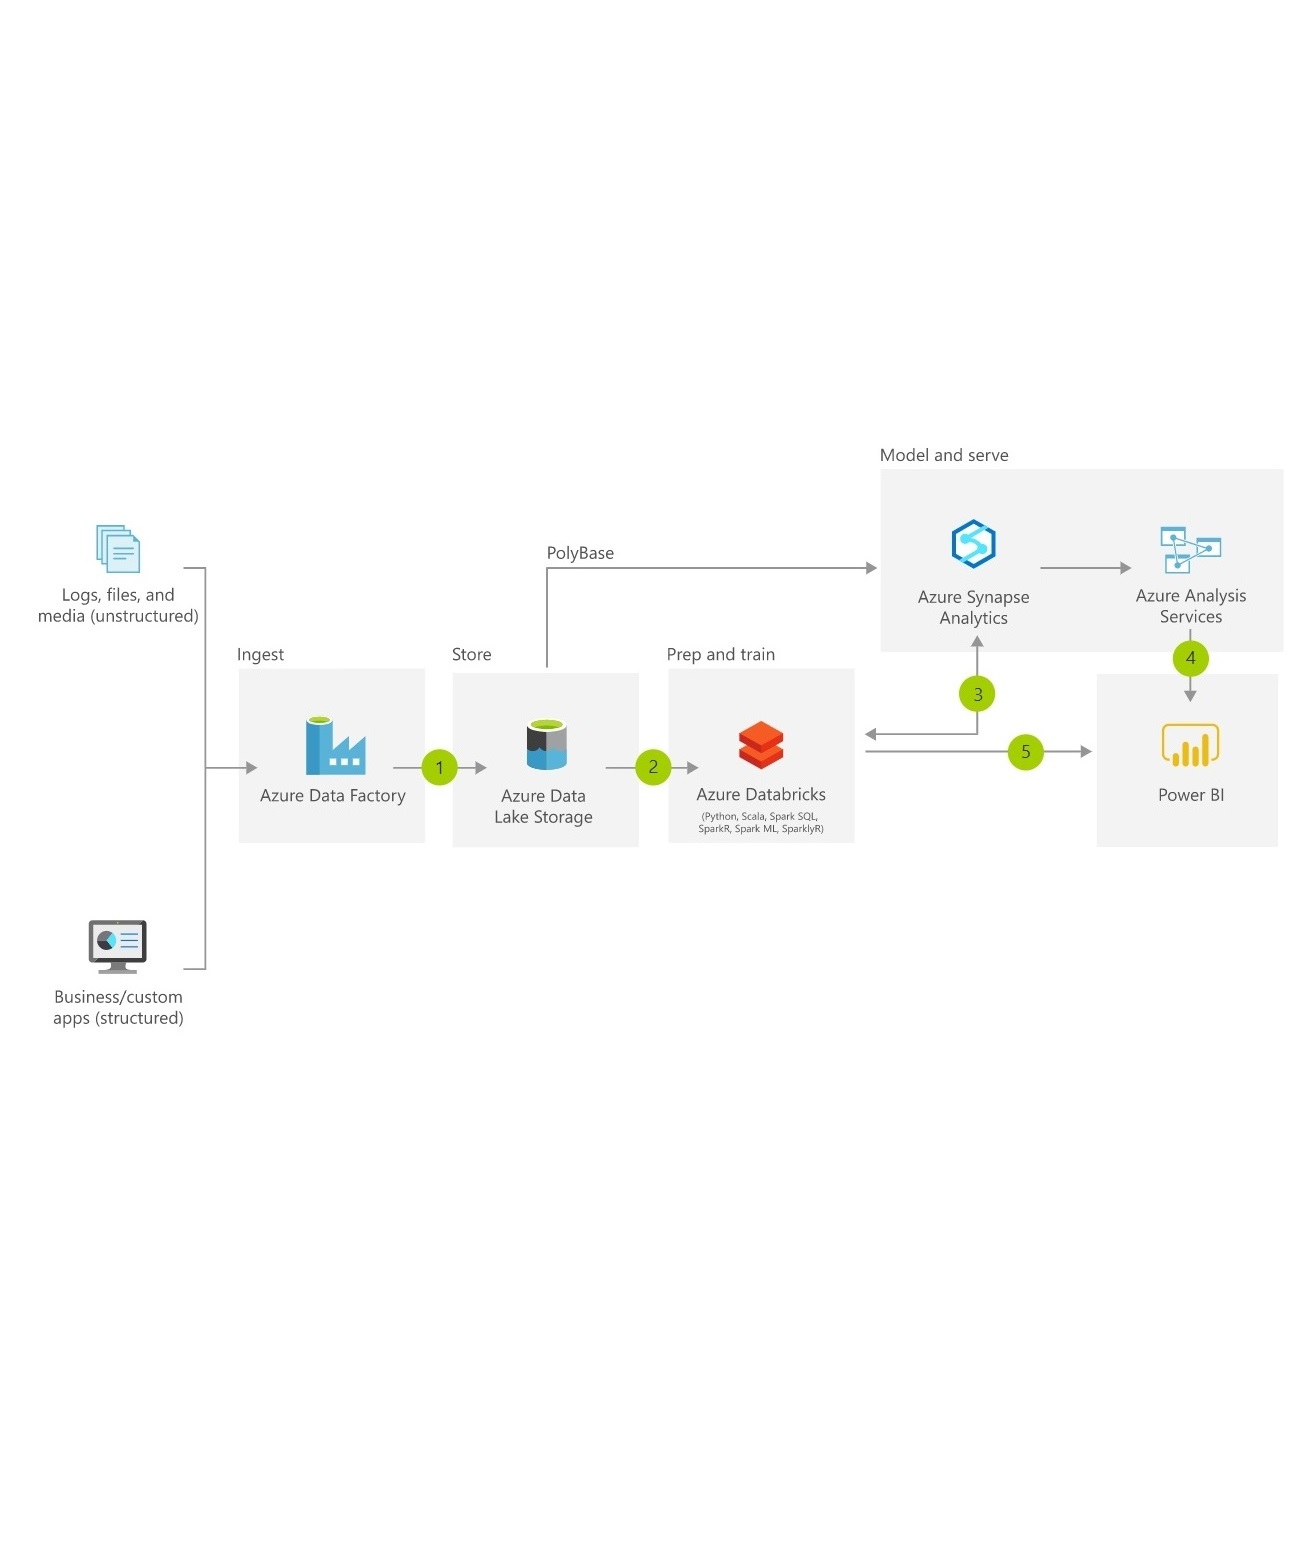 Model and serve
PolyBase
Logs, files, and
media (unstructured)
Azure Synapse
Analytics
Azure Analysis
Services
Ingest
Store
Prep and train
4
3
5
1
2
Azure Data Factory
Azure Data
Lake Storage
Azure Databricks
(Python, Scala, Spark SQL,
SparkR, Spark ML, SparklyR)
Power BI
Business/custom
apps (structured)